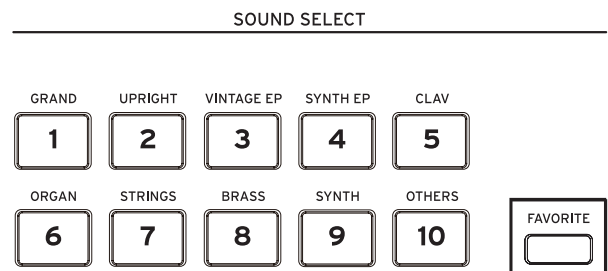 SOUND SELECT
GRAND UPRIGHT VINTAGE EP SYNTH EP CLAV
1 2 3 4 5
ORGAN STRINGS BRASS SYNTH OTHERS
6 7 8 9 10
FAVORITE